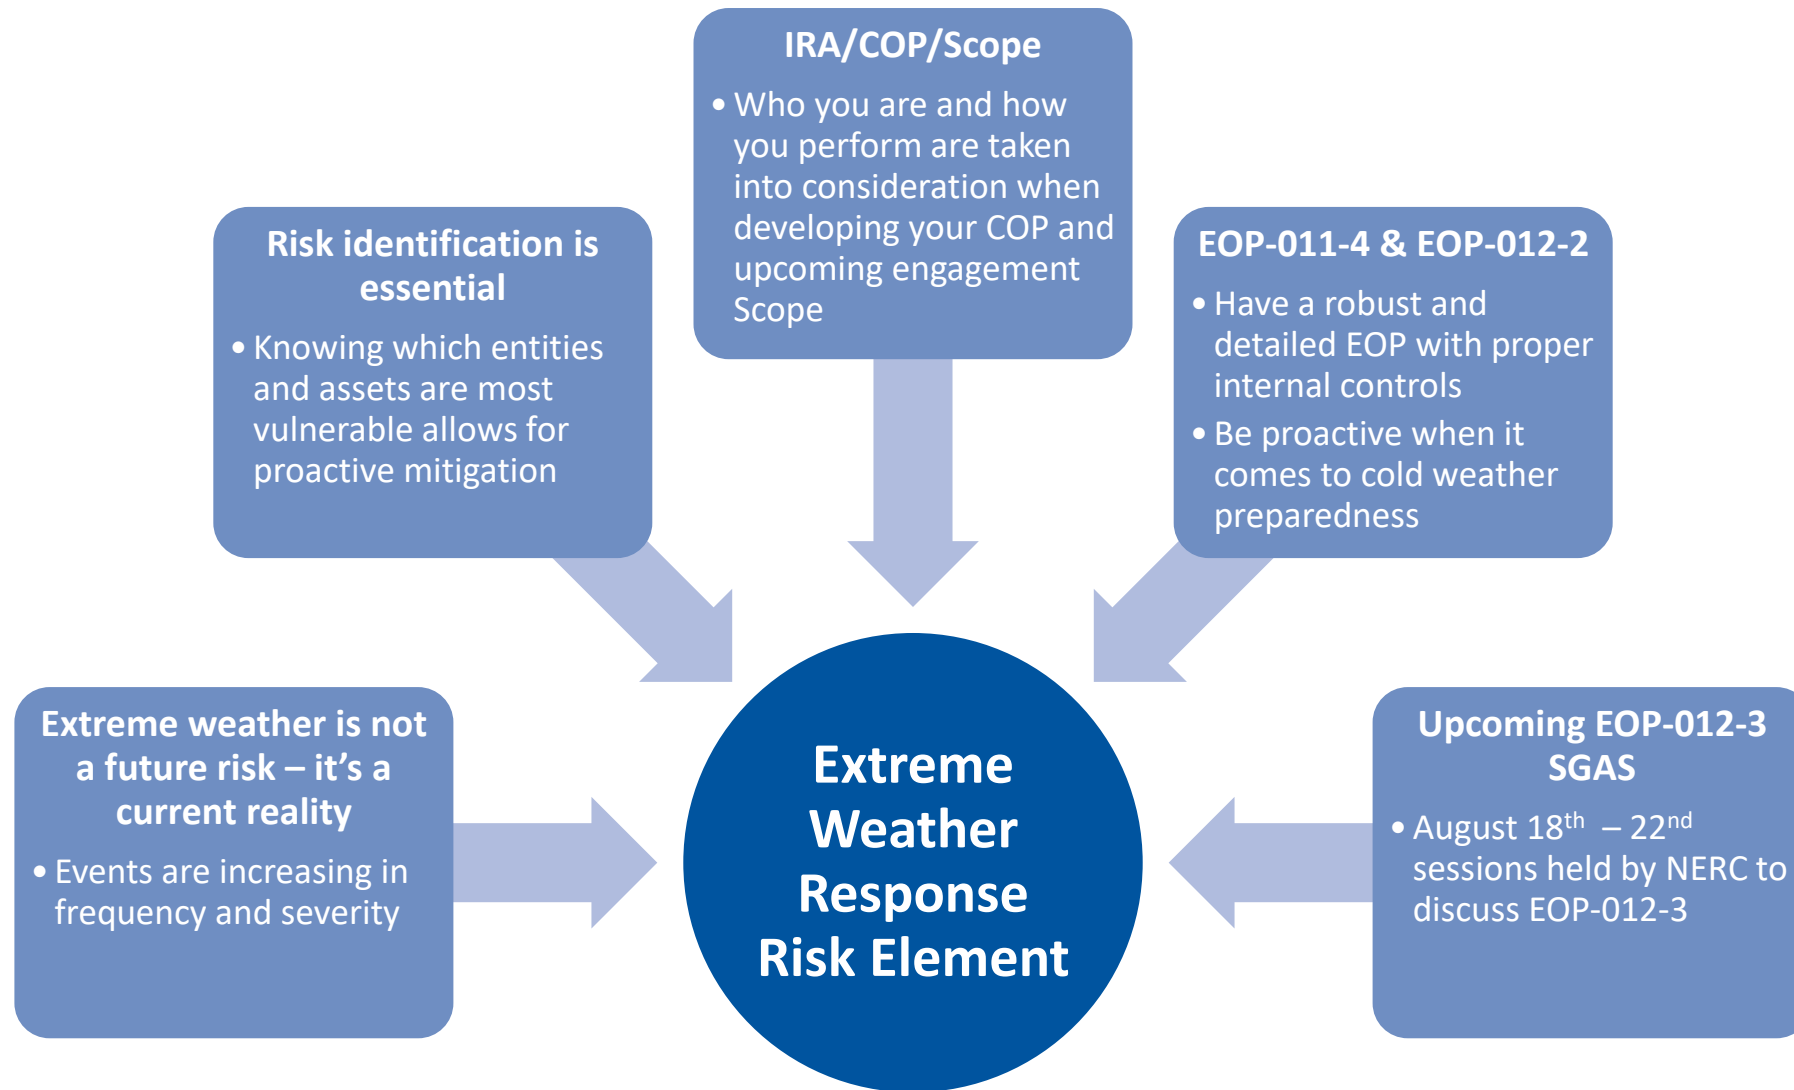 IRA/COP/Scope
• Who you are and how
you perform are taken
into consideration when
developing your COP and
upcoming engagement
Scope
Risk identification is
essential
• Knowing which entities
and assets are most
vulnerable allows for
proactive mitigation
EOP-011-4 & EOP-012-2
• Have a robust and
detailed EOP with proper
internal controls
• Be proactive when it
comes to cold weather
preparedness
Extreme weather is not
a future risk – it’s a
current reality
• Events are increasing in
frequency and severity
Extreme
Weather
Response
Risk Element
Upcoming EOP-012-3
SGAS
• August 18th – 22nd
sessions held by NERC to
discuss EOP-012-3